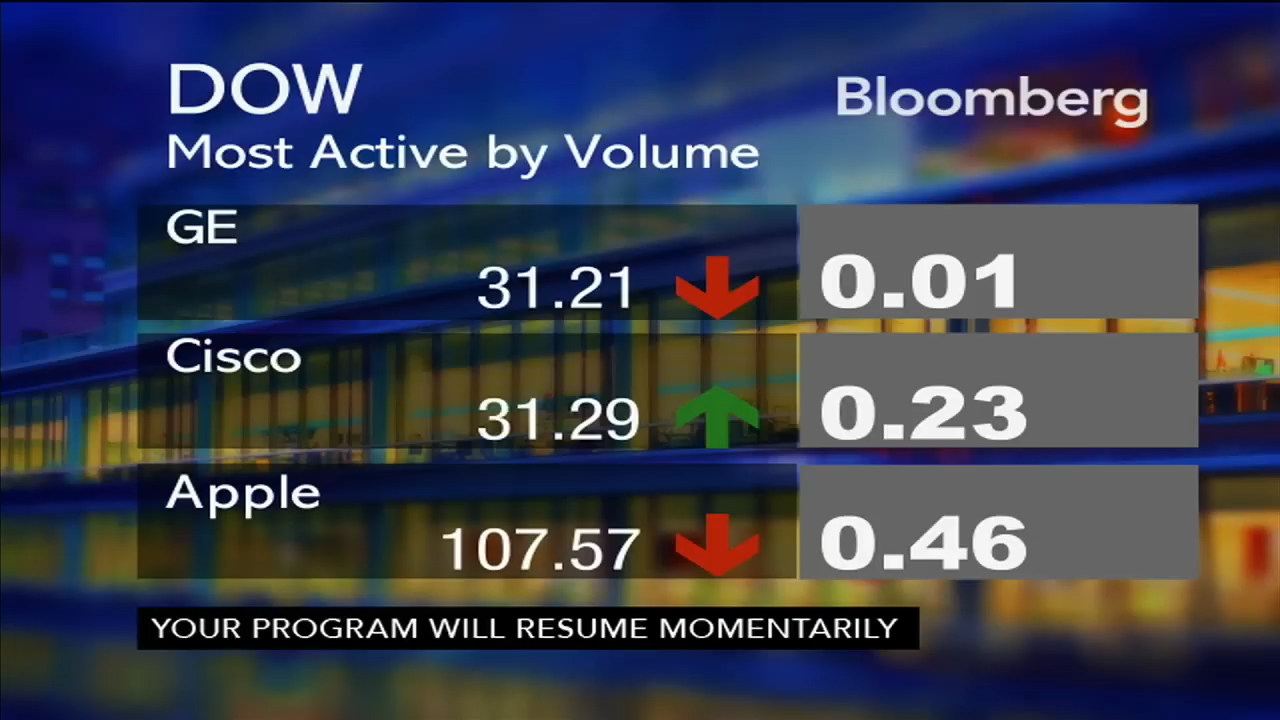 DOW
Bloomberg
Most Active by Volume
GE
31.21 0.01
Cisco
31.29 0.23
Apple
107.57 0.46
YOUR PROGRAM WILL RESUME MOMENTARILY